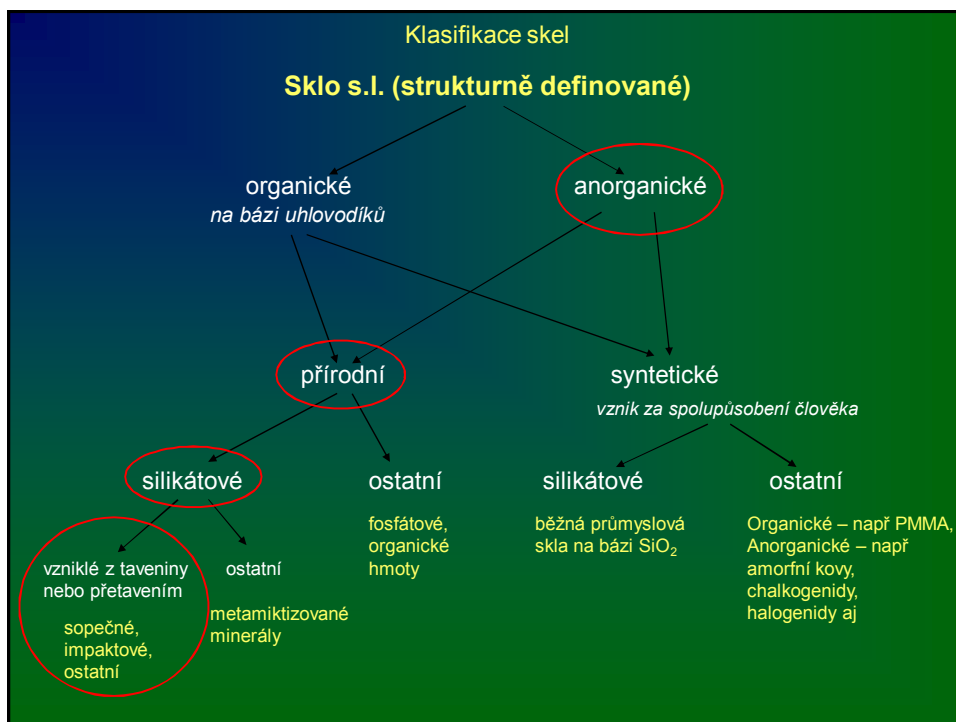 Klasifikace skel
Sklo s.l. (strukturně definované)
organické
na bázi uhlovodíků
anorganické
přírodní
syntetické
vznik za spolupůsobení člověka
silikátové
ostatní
silikátové
ostatní
fosfátové,
organické
hmoty
běžná průmyslová
skla na bázi SiO₂
Organické – např PMMA,
Anorganické – např
amorfní kovy,
chalkogenidy,
halogenidy aj
vzniklé z taveniny
nebo přetavením
ostatní
sopečné,
impaktové,
ostatní
metamiktizované
minerály